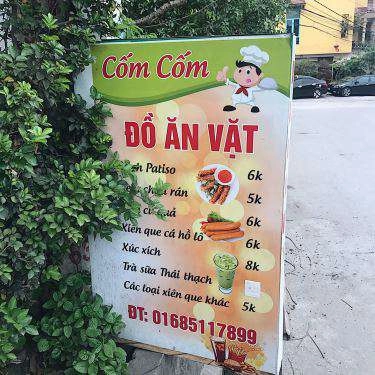 Cốm Cốm
ĐỒ ĂN VẶT
Patiso 6k
rán 5k
6k
Xiên que cá hồ lô 6k
Xúc xích 8k
Trà sữa Thái thạch
Các loại xiên que khác 5k
ĐT: 01685117899